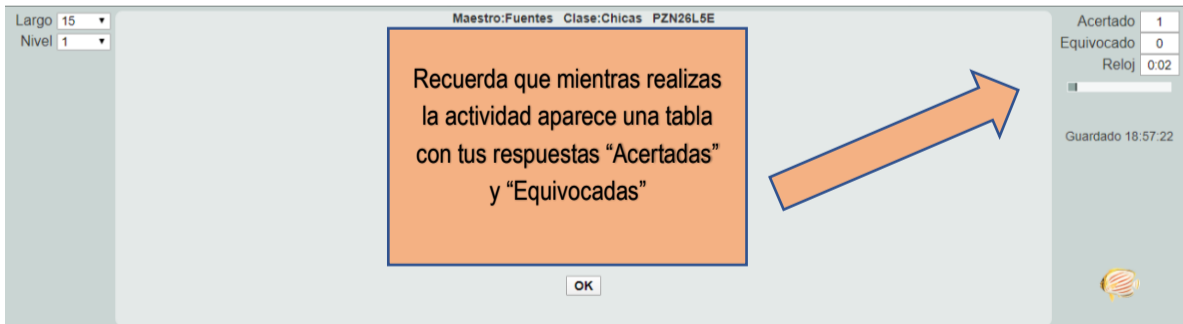 Largo 15
Nivel 1
Maestro:Fuentes Clase:Chicas PZN26L5E
Recuerda que mientras realizas
la actividad aparece una tabla
con tus respuestas “Acertadas”
y “Equivocadas”
OK
Acertado 1
Equivocado 0
Reloj 0:02
Guardado 18:57:22